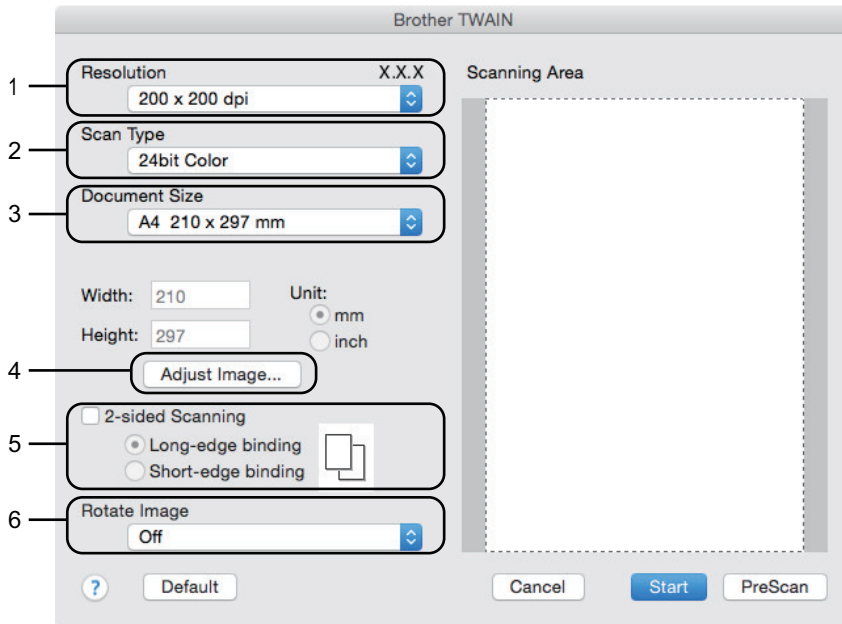 Brother TWAIN
1
Resolution X.X.X
200 x 200 dpi
2
Scan Type
24bit Color
3
Document Size
A4 210 x 297 mm
Width: 210
Height: 297
Unit:
mm
inch
4
Adjust Image...
5
2-sided Scanning
Long-edge binding
Short-edge binding
6
Rotate Image
Off
? Default
Scanning Area
Cancel Start PreScan